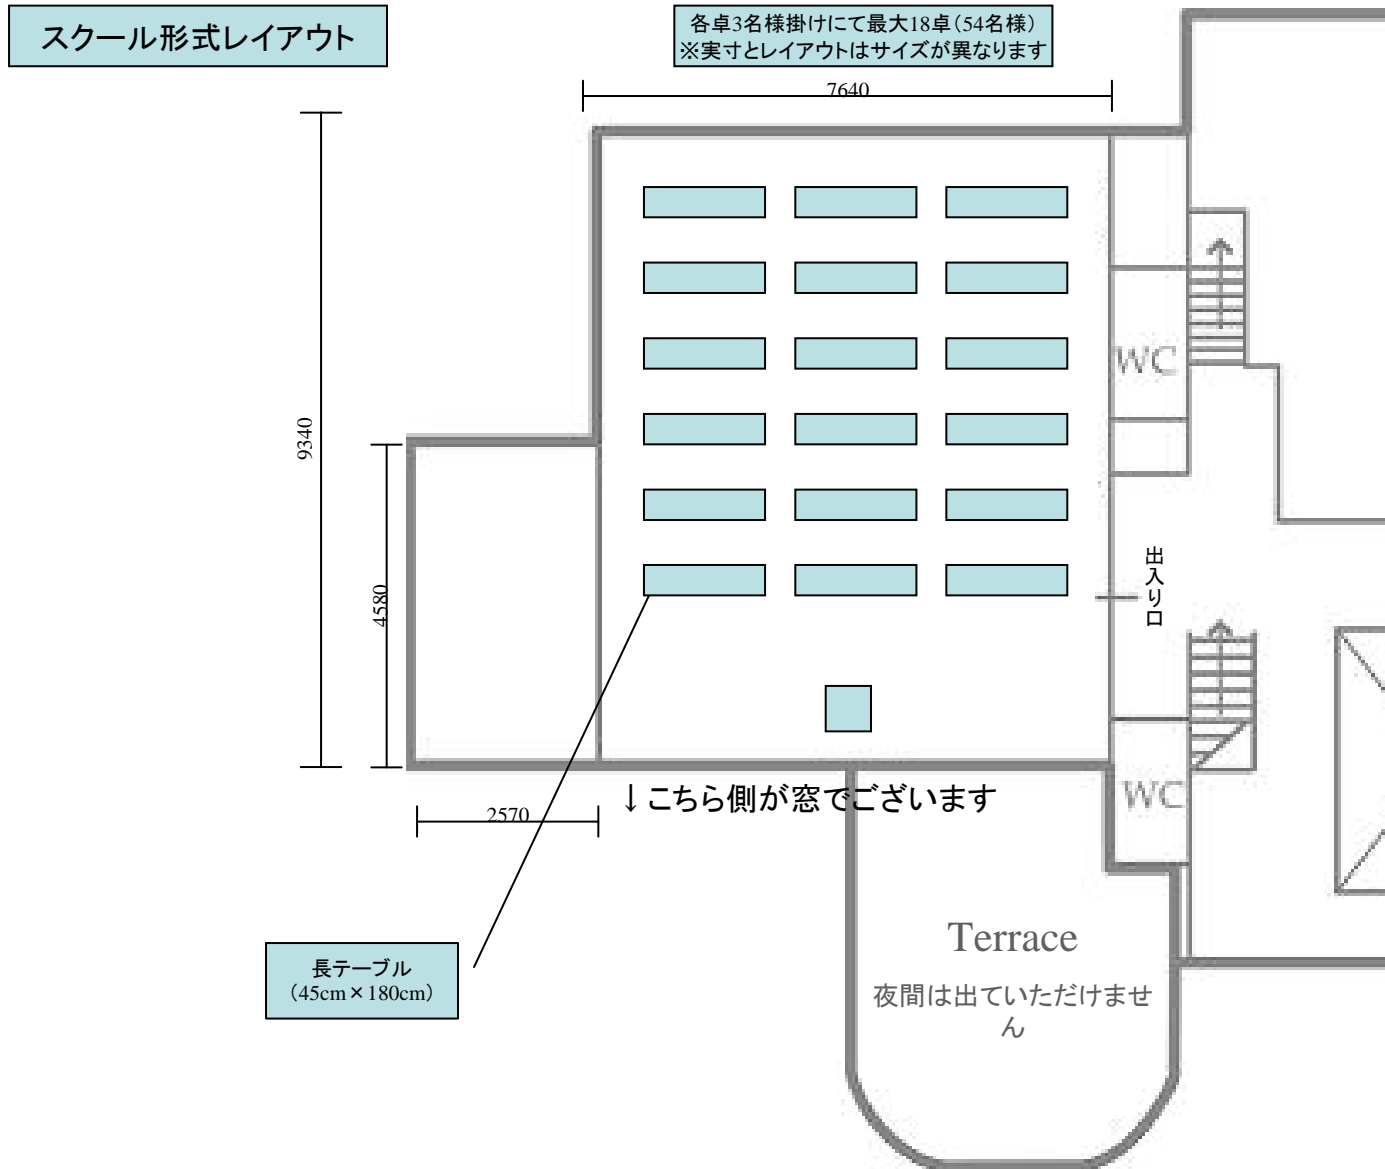 スクール形式レイアウト
各卓3名様掛けにて最大18卓（54名様）
※実寸とレイアウトはサイズが異なります
7640
9340
WC
4580
出入り口
↓こちら側が窓でございます
WC
2570
Terrace
夜間は出ていただけませ
ん
長テーブル
（45cm×180cm）